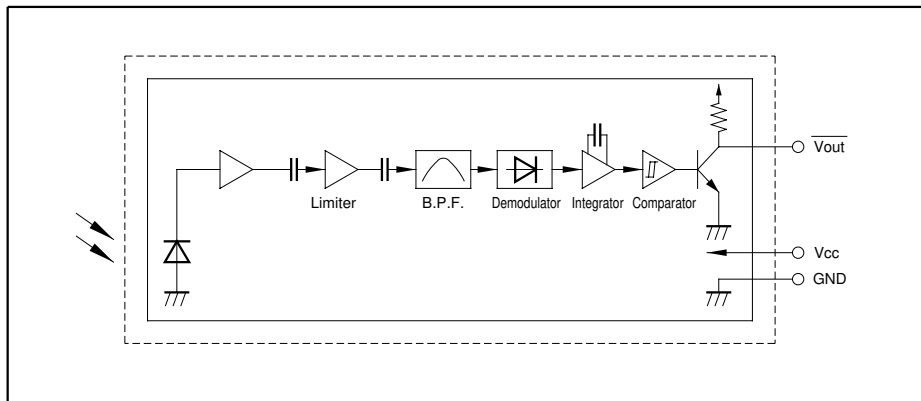 Limiter
B.P.F.
Demodulator
Integrator
Comparator
Vout
Vcc
GND